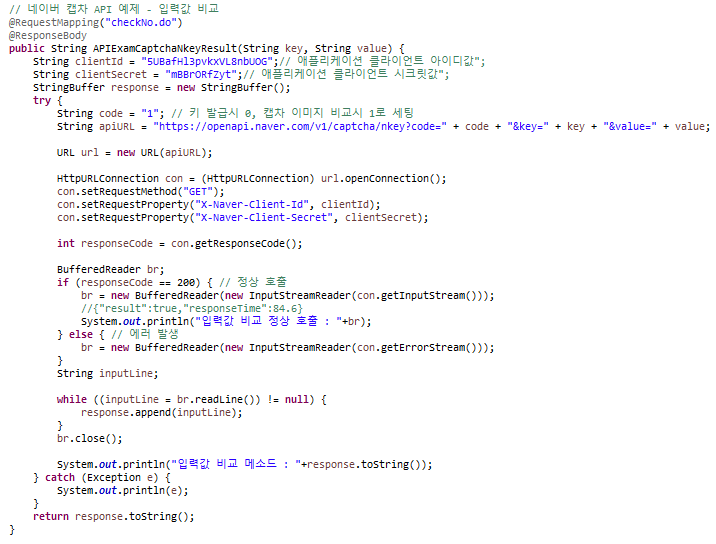 // 네이버 캡차 API 예제 - 입력값 비교
@RequestMapping("checkNo.do")
@ResponseBody
public String APIExamCaptchaNkeyResult(String key, String value) {
    String clientId = "5UBafHl3pvkxVL8nbUOG";// 애플리케이션 클라이언트 아이디값";
    String clientSecret = "mBBrORfZyt";// 애플리케이션 클라이언트 시크릿값";
    StringBuffer response = new StringBuffer();
    try {
        String code = "1"; // 키 발급시 0, 캡차 이미지 비교시 1로 세팅
        String apiURL = "https://openapi.naver.com/v1/captcha/nkey?code=" + code + "&key=" + key + "&value=" + value;

        URL url = new URL(apiURL);

        HttpURLConnection con = (HttpURLConnection) url.openConnection();
        con.setRequestMethod("GET");
        con.setRequestProperty("X-Naver-Client-Id", clientId);
        con.setRequestProperty("X-Naver-Client-Secret", clientSecret);

        int responseCode = con.getResponseCode();

        BufferedReader br;
        if (responseCode == 200) { // 정상 호출
            br = new BufferedReader(new InputStreamReader(con.getInputStream()));
            //{"result":true,"responseTime":84.6}
            System.out.println("입력값 비교 정상 호출 : "+br);
        } else { // 에러 발생
            br = new BufferedReader(new InputStreamReader(con.getErrorStream()));
        }
        String inputLine;

        while ((inputLine = br.readLine()) != null) {
            response.append(inputLine);
        }
        br.close();

        System.out.println("입력값 비교 메소드 : "+response.toString());
    } catch (Exception e) {
        System.out.println(e);
    }
    return response.toString();
}